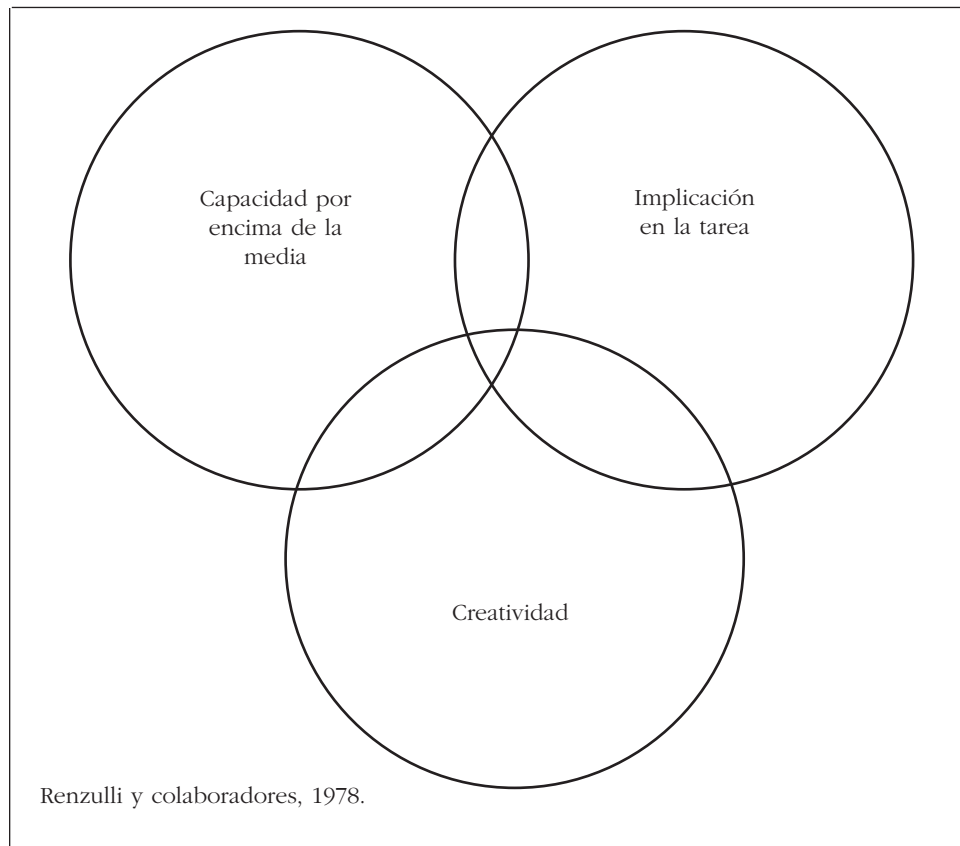 Capacidad por
encima de la
media
Implicación
en la tarea
Creatividad
Renzulli y colaboradores, 1978.